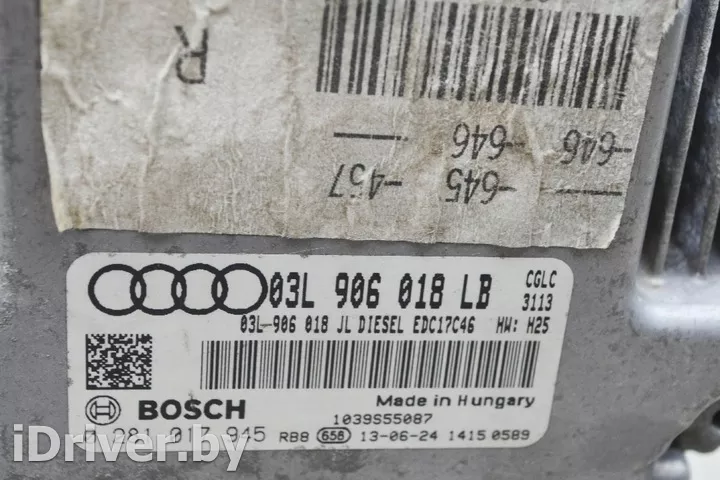 R
-646 -646 —
— -645 -457
03L 906 018 LB CGLC
3113
03L-906 018 JL DIESEL EDC17C46 HW: H25
Made in Hungary
BOSCH 1039S55087
0 281 017 945 RB8 658 13-06-24 1415 0589
iDriver.by